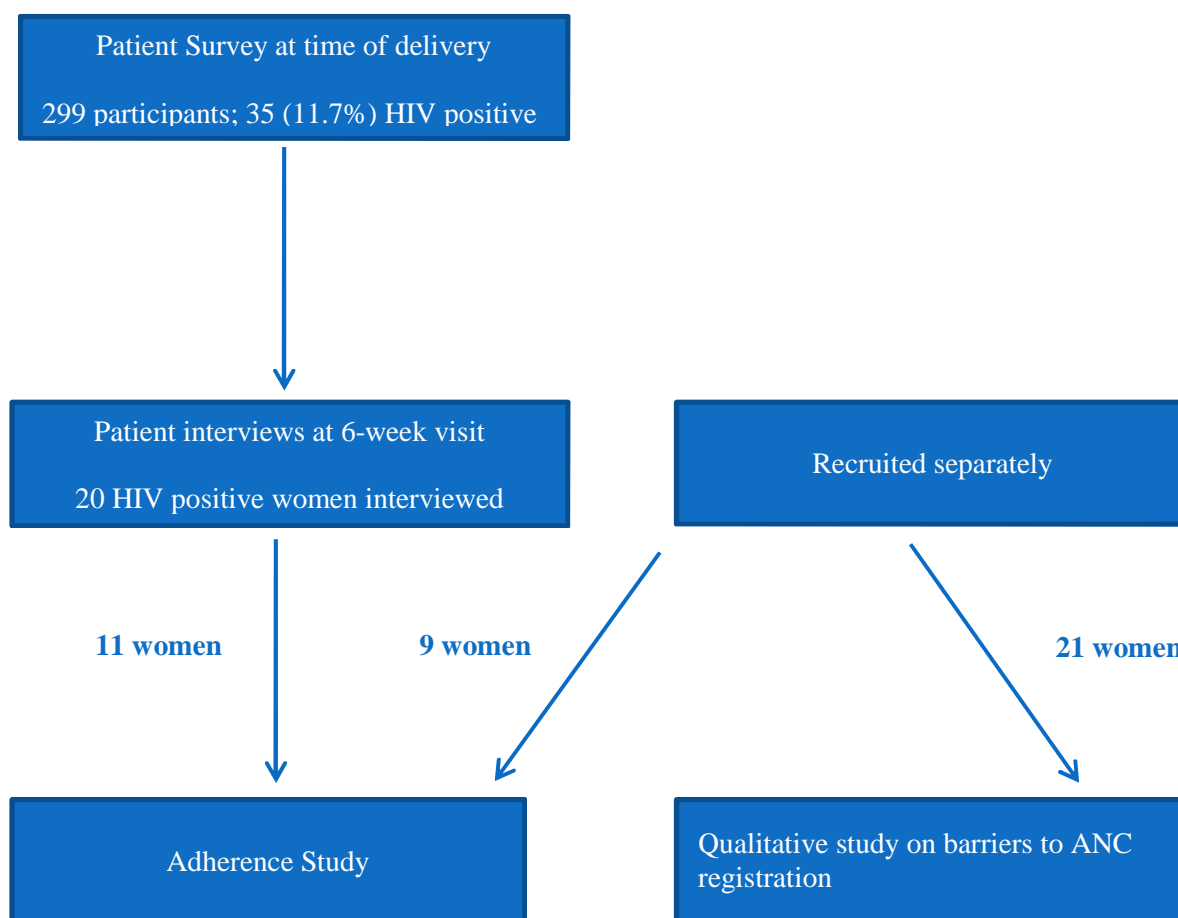 Patient Survey at time of delivery
299 participants; 35 (11.7%) HIV positive
Patient interviews at 6-week visit
20 HIV positive women interviewed
Recruited separately
11 women
9 women
21 women
Adherence Study
Qualitative study on barriers to ANC
registration